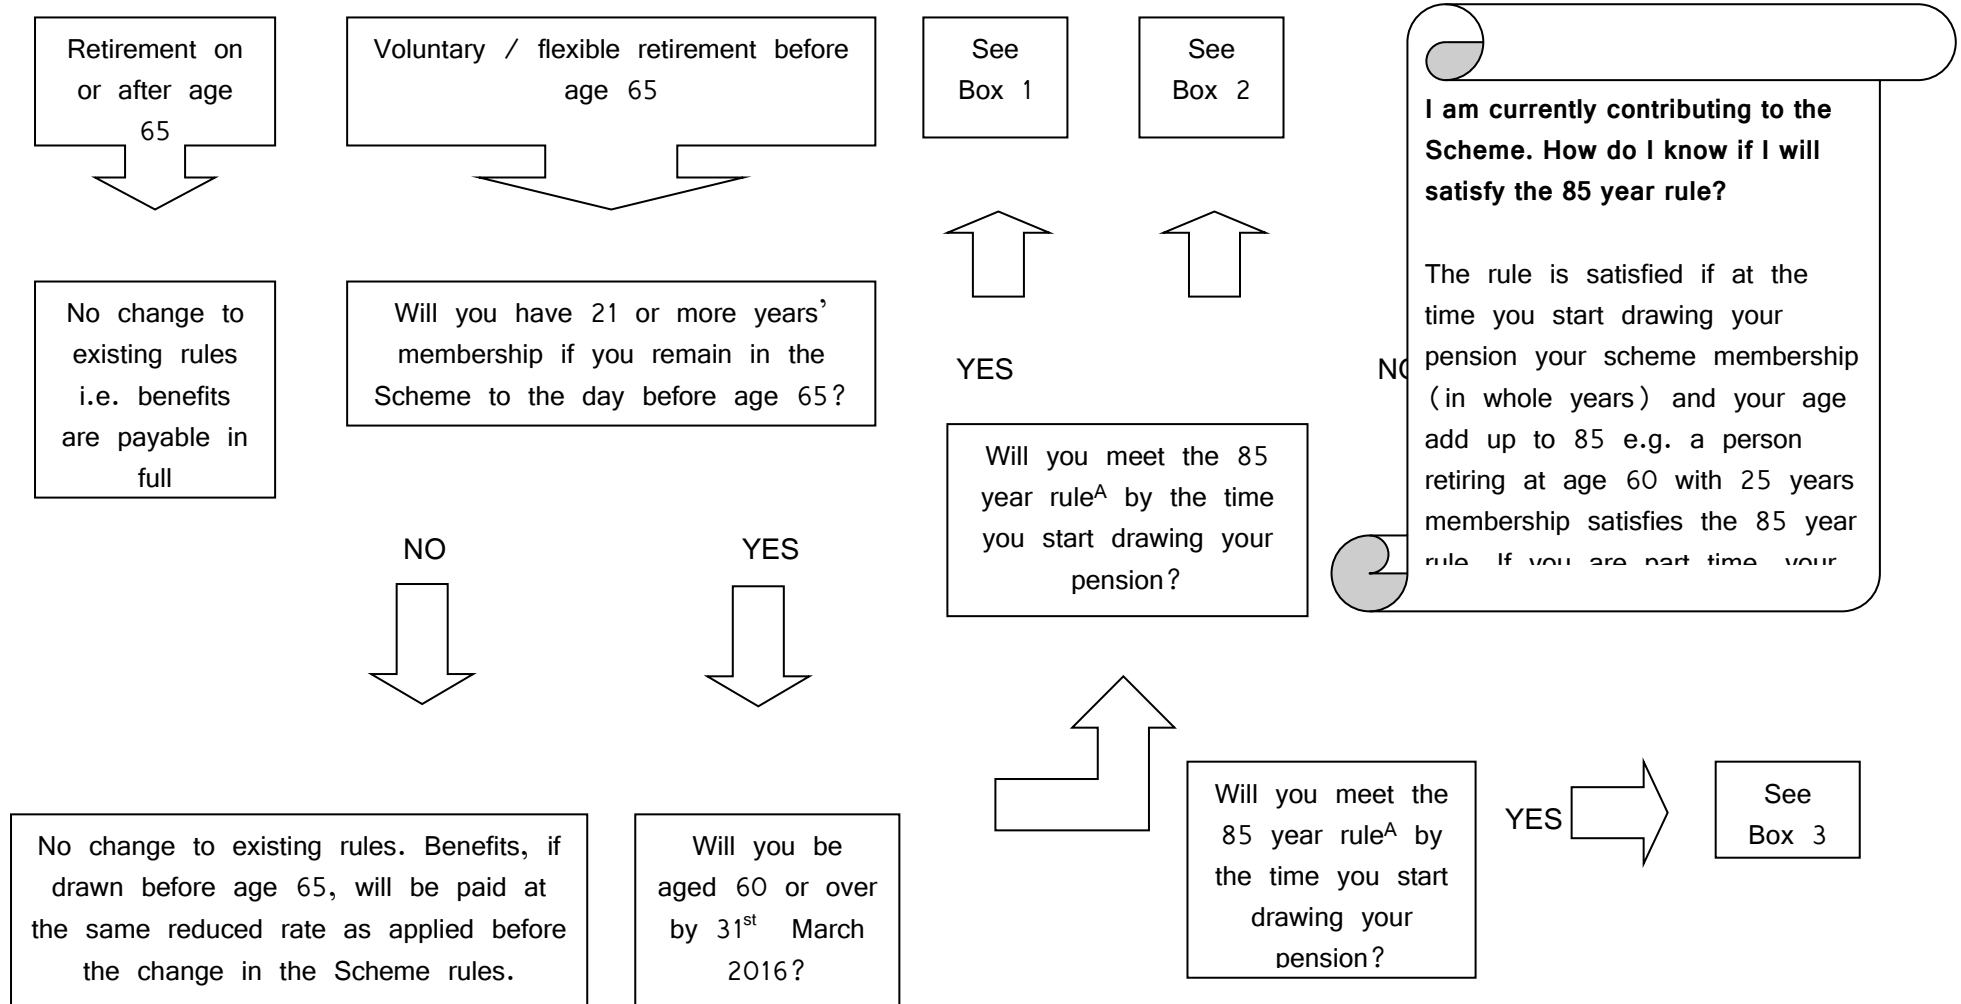 Retirement on
or after age
65
Voluntary / flexible retirement before
age 65
See
Box 1
See
Box 2
I am currently contributing to the
Scheme. How do I know if I will
satisfy the 85 year rule?
The rule is satisfied if at the
time you start drawing your
pension your scheme membership
(in whole years) and your age
add up to 85 e.g. a person
retiring at age 60 with 25 years
membership satisfies the 85 year
rule. If you are part time, your
No change to
existing rules
i.e. benefits
are payable in
full
Will you have 21 or more years’
membership if you remain in the
Scheme to the day before age 65?
YES
Will you meet the 85
year ruleᴬ by the time
you start drawing your
pension?
NO
YES
No change to existing rules. Benefits, if
drawn before age 65, will be paid at
the same reduced rate as applied before
the change in the Scheme rules.
Will you be
aged 60 or over
by 31st March
2016?
Will you meet the
85 year ruleᴬ by
the time you start
drawing your
pension?
YES
See
Box 3